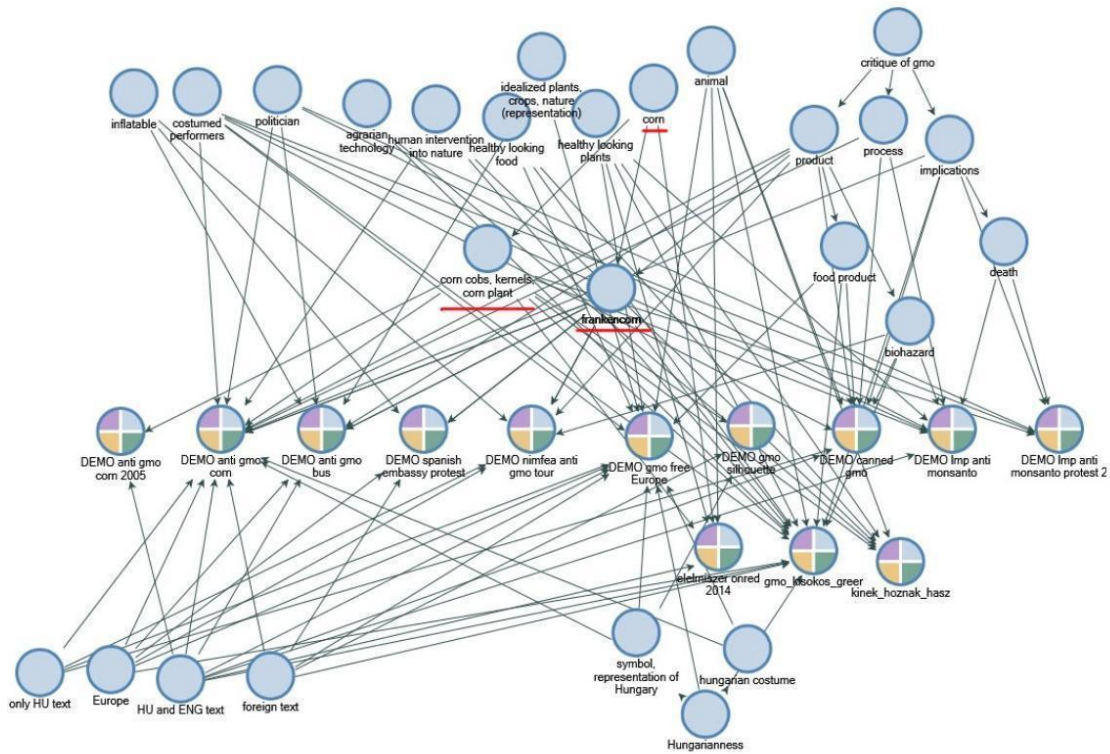 critique of gmo
idealized plants,
crops, nature
(representation)
animal
inflatable
costumed
performers
politician
agrarian
technology
human intervention
into nature
healthy looking
food
healthy looking
plants
corn
product
process
implications
corn cobs, kernels,
corn plant
frankencorn
food product
death
biohazard
DEMO anti gmo
corn 2005
DEMO anti gmo
corn
DEMO anti gmo
bus
DEMO spanish
embassy protest
DEMO nimfea anti
gmo tour
DEMO gmo free
Europe
DEMO gmo
silhouette
DEMO canned
gmo
DEMO lmp anti
monsanto
DEMO lmp anti
monsanto protest 2
elelmiszer onred
2014
gmo_kisokos_greer
kinek_hoznak_hasz
only HU text
Europe
HU and ENG text
foreign text
symbol,
representation of
Hungary
hungarian costume
Hungarianness